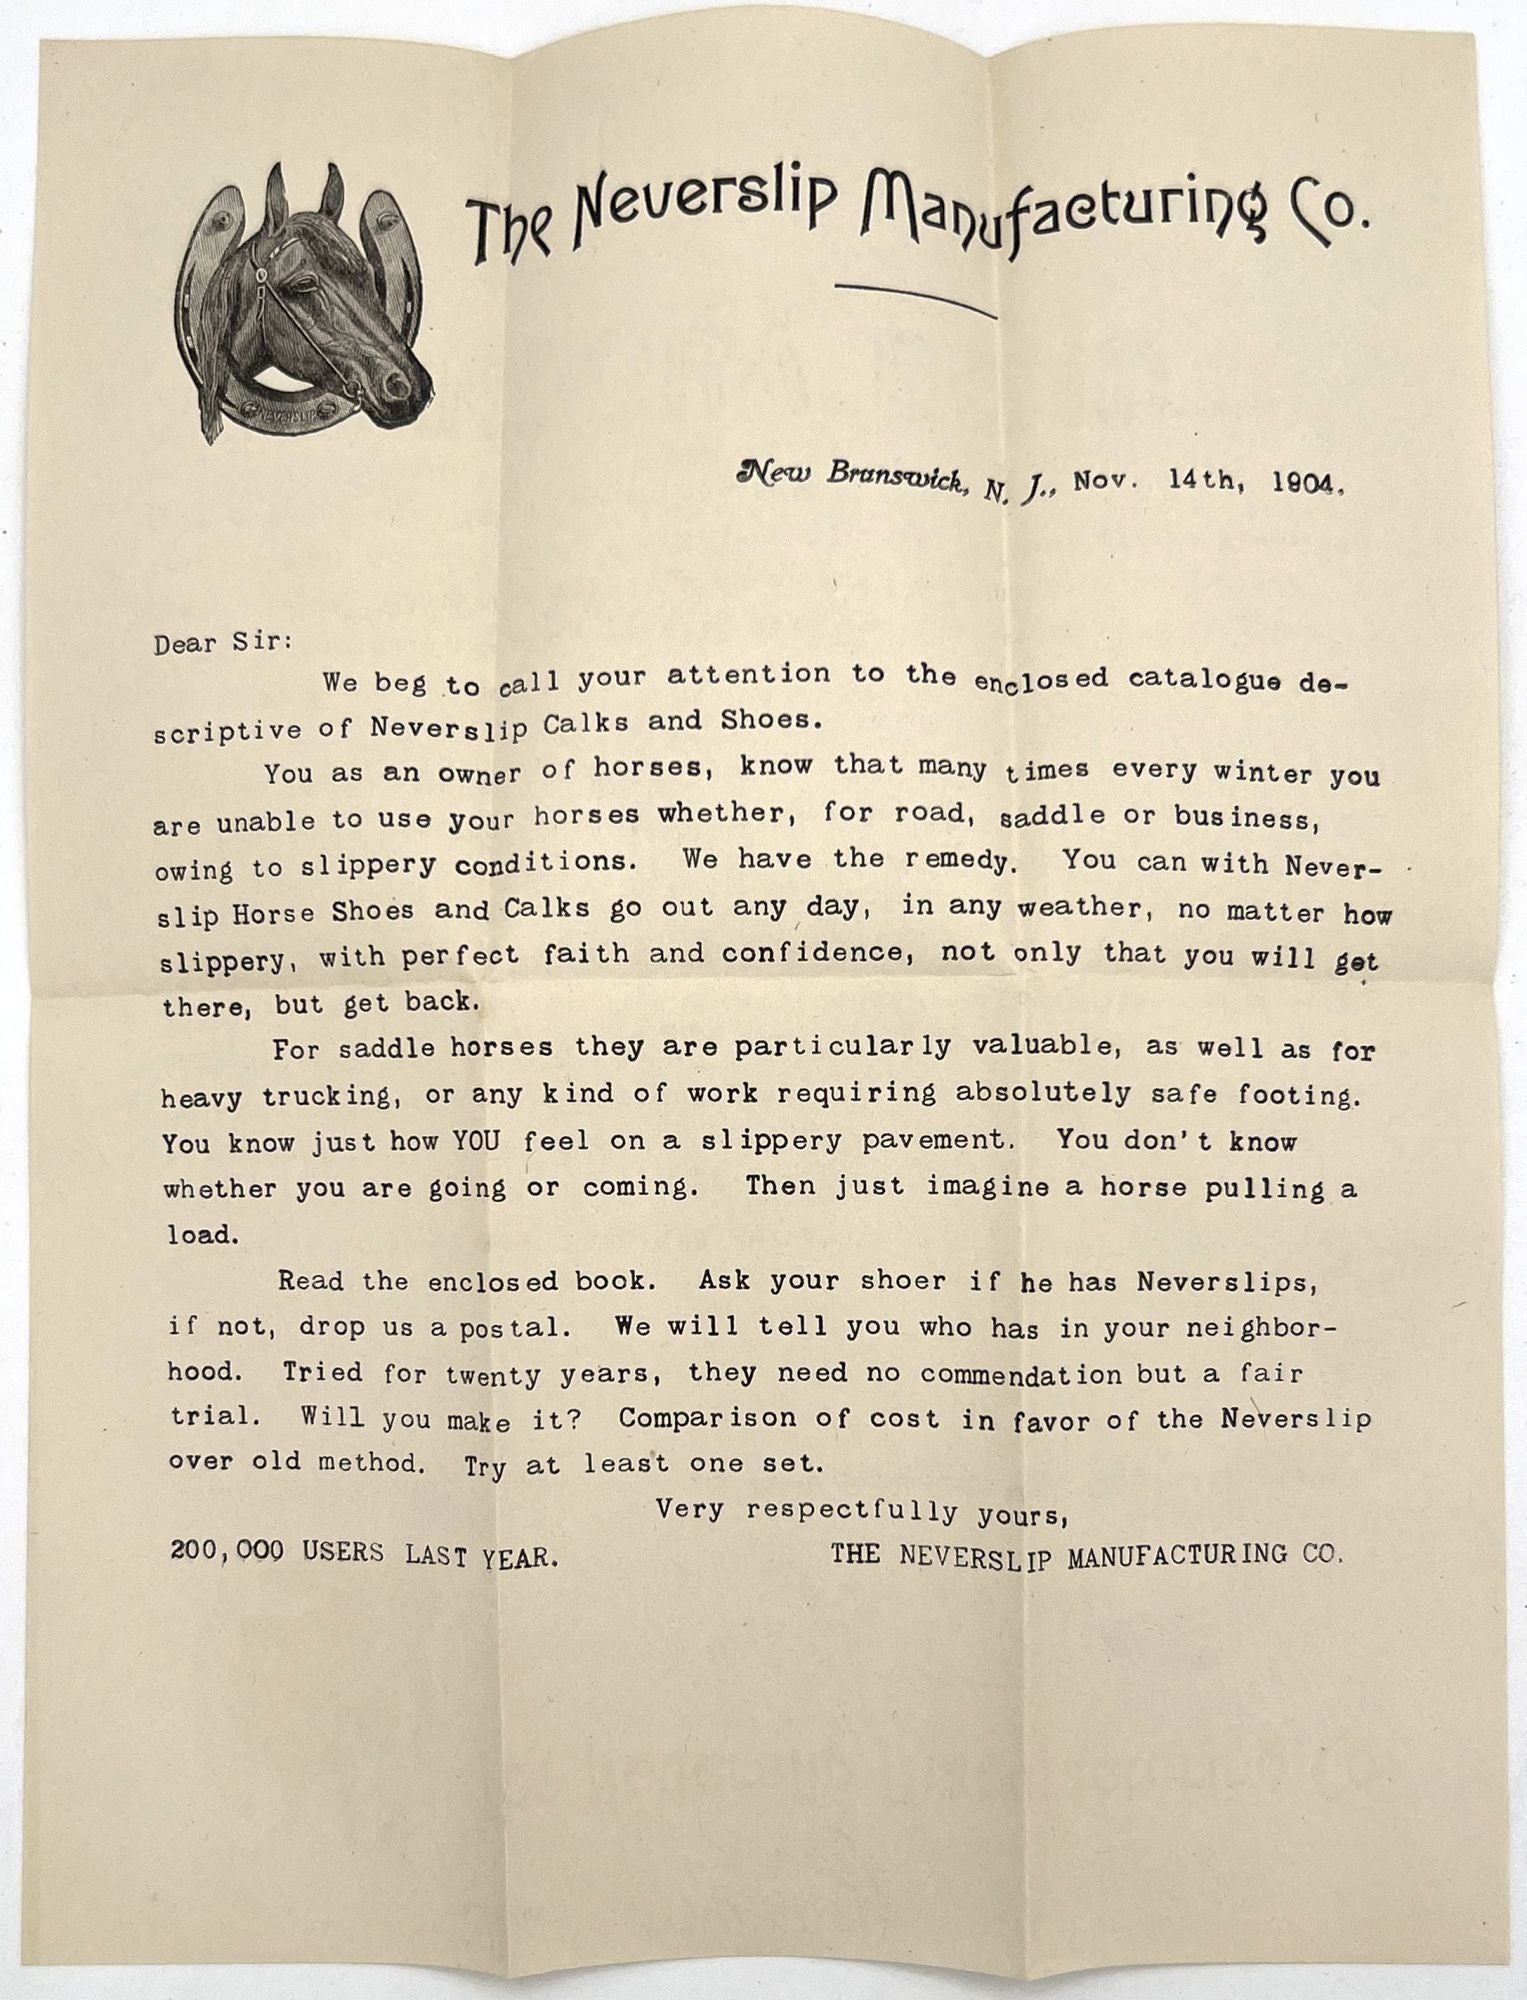 The Neverslip Manufacturing Co.
NEVERSLIP
New Brunswick, N. J., Nov. 14th, 1904.
Dear Sir:
We beg to call your attention to the enclosed catalogue de-
scriptive of Neverslip Calks and Shoes.
You as an owner of horses, know that many times every winter you
are unable to use your horses whether, for road, saddle or business,
owing to slippery conditions. We have the remedy. You can with Never-
slip Horse Shoes and Calks go out any day, in any weather, no matter how
slippery, with perfect faith and confidence, not only that you will get
there, but get back.
For saddle horses they are particularly valuable, as well as for
heavy trucking, or any kind of work requiring absolutely safe footing.
You know just how YOU feel on a slippery pavement. You don't know
whether you are going or coming. Then just imagine a horse pulling a
load.
Read the enclosed book. Ask your shoer if he has Neverslips,
if not, drop us a postal. We will tell you who has in your neighbor-
hood. Tried for twenty years, they need no commendation but a fair
trial. Will you make it? Comparison of cost in favor of the Neverslip
over old method. Try at least one set.
Very respectfully yours,
200,000 USERS LAST YEAR. THE NEVERSLIP MANUFACTURING CO.